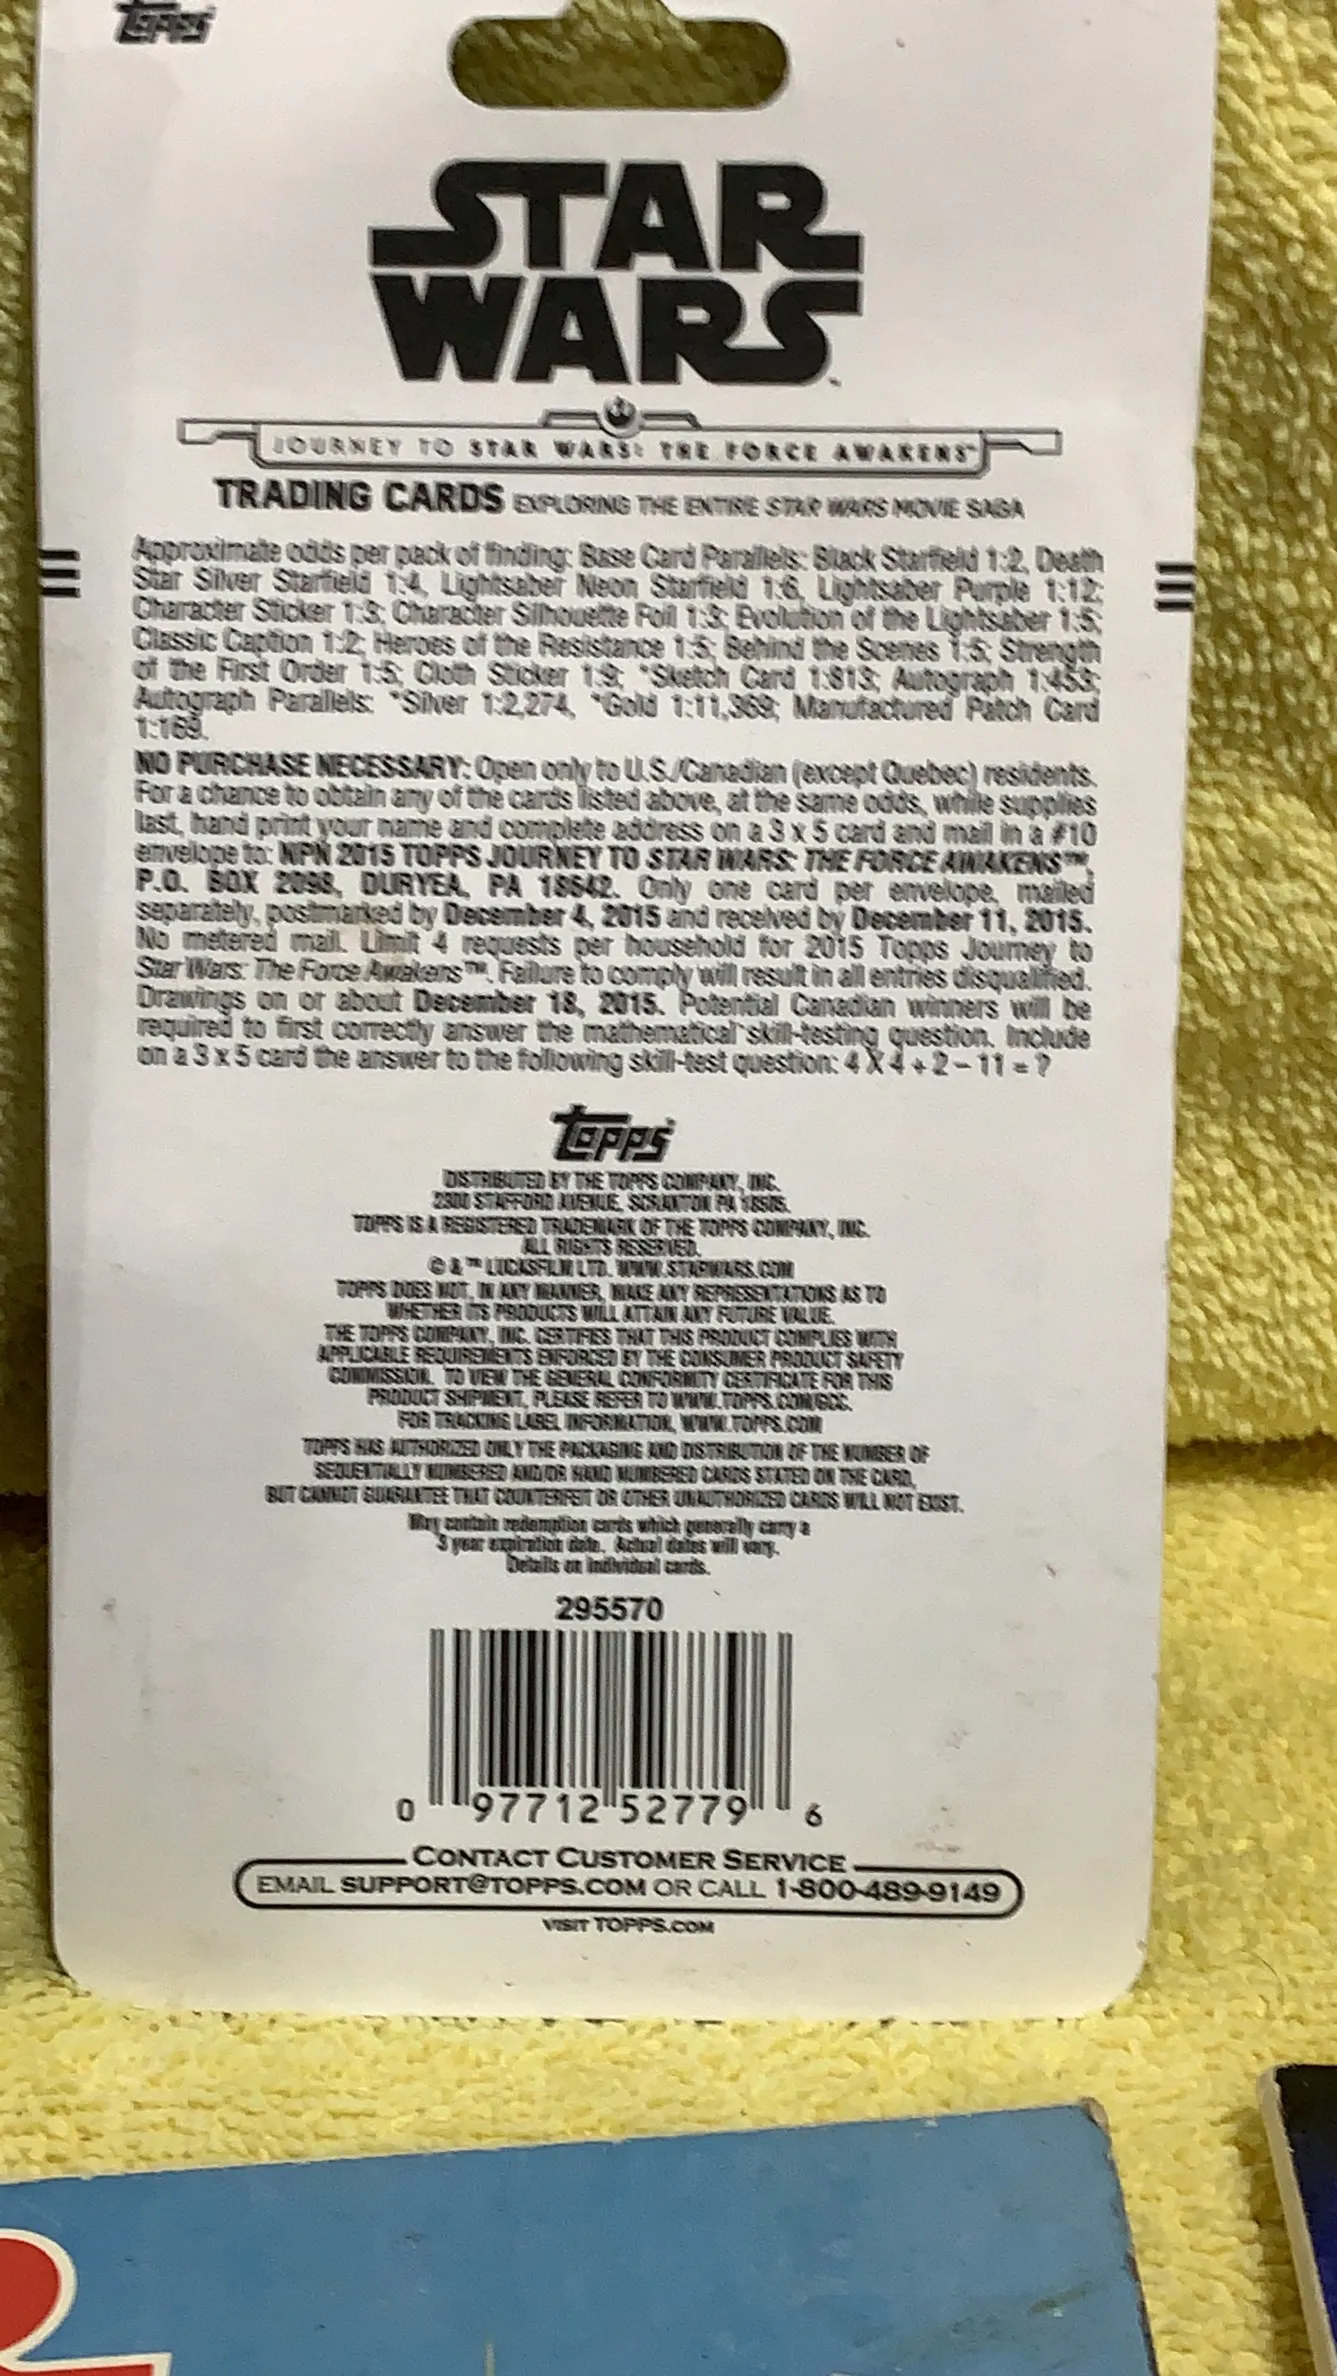 Topps
STAR
WARS
JOURNEY TO STAR WARS: THE FORCE AWAKENS™
TRADING CARDS EXPLORING THE ENTIRE STAR WARS MOVIE SAGA
Approximate odds per pack of finding: Base Card Parallels: Black Starfield 1:2, Death
Star Silver Starfield 1:4, Lightsaber Neon Starfield 1:6, Lightsaber Purple 1:12;
Character Sticker 1:3; Character Silhouette Foil 1:3; Evolution of the Lightsaber 1:5;
Classic Caption 1:2; Heroes of the Resistance 1:5; Behind the Scenes 1:5; Strength
of the First Order 1:5; Cloth Sticker 1:9; *Sketch Card 1:813; Autograph 1:453;
Autograph Parallels: *Silver 1:2,274, *Gold 1:11,369; Manufactured Patch Card
1:169.
NO PURCHASE NECESSARY: Open only to U.S./Canadian (except Quebec) residents.
For a chance to obtain any of the cards listed above, at the same odds, while supplies
last, hand print your name and complete address on a 3 x 5 card and mail in a #10
envelope to: NPN 2015 TOPPS JOURNEY TO STAR WARS: THE FORCE AWAKENS™,
P.O. BOX 2098, DURYEA, PA 18642. Only one card per envelope, mailed
separately, postmarked by December 4, 2015 and received by December 11, 2015.
No metered mail. Limit 4 requests per household for 2015 Topps Journey to
Star Wars: The Force Awakens™. Failure to comply will result in all entries disqualified.
Drawings on or about December 18, 2015. Potential Canadian winners will be
required to first correctly answer the mathematical skill-testing question. Include
on a 3 x 5 card the answer to the following skill-test question: 4 X 4 + 2 – 11 = ?
Topps
DISTRIBUTED BY THE TOPPS COMPANY, INC.
2300 STAFFORD AVENUE, SCRANTON PA 18505.
TOPPS IS A REGISTERED TRADEMARK OF THE TOPPS COMPANY, INC.
ALL RIGHTS RESERVED.
© & ™ LUCASFILM LTD. WWW.STARWARS.COM
TOPPS DOES NOT, IN ANY MANNER, MAKE ANY REPRESENTATIONS AS TO
WHETHER ITS PRODUCTS WILL ATTAIN ANY FUTURE VALUE.
THE TOPPS COMPANY, INC. CERTIFIES THAT THIS PRODUCT COMPLIES WITH
APPLICABLE REQUIREMENTS ENFORCED BY THE CONSUMER PRODUCT SAFETY
COMMISSION. TO VIEW THE GENERAL CONFORMITY CERTIFICATE FOR THIS
PRODUCT SHIPMENT, PLEASE REFER TO WWW.TOPPS.COM/GCC.
FOR TRACKING LABEL INFORMATION, WWW.TOPPS.COM
TOPPS HAS AUTHORIZED ONLY THE PACKAGING AND DISTRIBUTION OF THE NUMBER OF
SEQUENTIALLY NUMBERED AND/OR HAND NUMBERED CARDS STATED ON THE CARD,
BUT CANNOT GUARANTEE THAT COUNTERFEIT OR OTHER UNAUTHORIZED CARDS WILL NOT EXIST.
May contain redemption cards which generally carry a
3 year expiration date. Actual dates will vary.
Details on individual cards.
295570
0 97712 52779 6
CONTACT CUSTOMER SERVICE
EMAIL SUPPORT@TOPPS.COM OR CALL 1-800-489-9149
VISIT TOPPS.COM